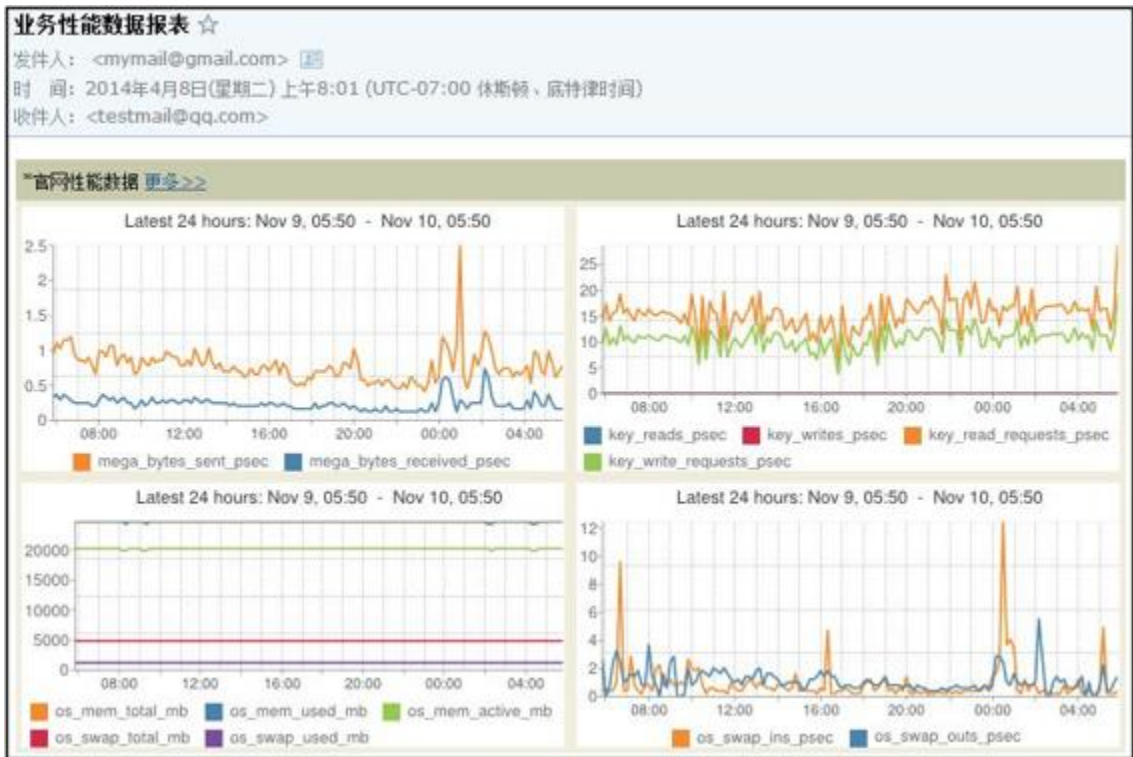 业务性能数据报表 ☆
发件人： <mymail@gmail.com>
时 间：2014年4月8日(星期二) 上午8:01 (UTC-07:00 休斯顿、底特律时间)
收件人：<testmail@qq.com>
"官网性能数据 更多>>
Latest 24 hours: Nov 9, 05:50 - Nov 10, 05:50
2.5
2
1.5
1
0.5
0
08:00 12:00 16:00 20:00 00:00 04:00
mega_bytes_sent_psec mega_bytes_received_psec
Latest 24 hours: Nov 9, 05:50 - Nov 10, 05:50
25
20
15
10
5
0
08:00 12:00 16:00 20:00 00:00 04:00
key_reads_psec key_writes_psec key_read_requests_psec
key_write_requests_psec
Latest 24 hours: Nov 9, 05:50 - Nov 10, 05:50
20000
15000
10000
5000
0
08:00 12:00 16:00 20:00 00:00 04:00
os_mem_total_mb os_mem_used_mb os_mem_active_mb
os_swap_total_mb os_swap_used_mb
Latest 24 hours: Nov 9, 05:50 - Nov 10, 05:50
12
10
8
6
4
2
0
08:00 12:00 16:00 20:00 00:00 04:00
os_swap_ins_psec os_swap_outs_psec